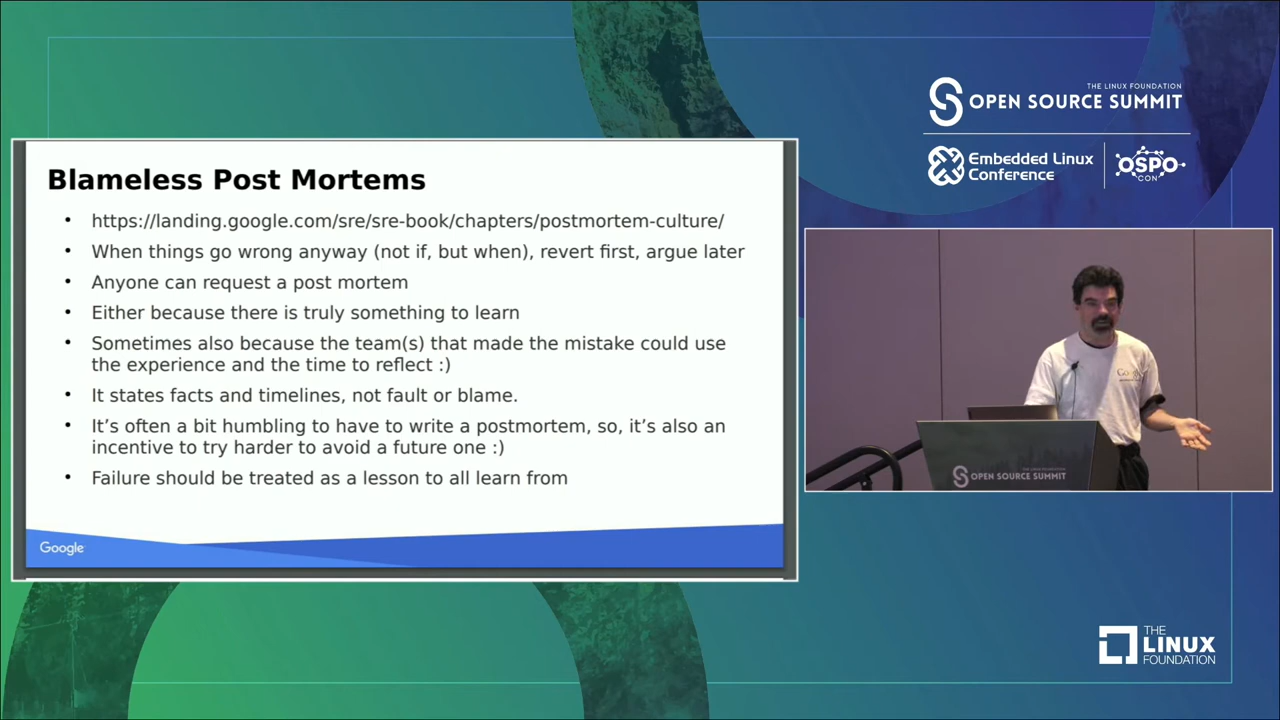 THE LINUX FOUNDATION
OPEN SOURCE SUMMIT
Embedded Linux
Conference
OSPO
CON
Blameless Post Mortems
• https://landing.google.com/sre/sre-book/chapters/postmortem-culture/
• When things go wrong anyway (not if, but when), revert first, argue later
• Anyone can request a post mortem
• Either because there is truly something to learn
• Sometimes also because the team(s) that made the mistake could use
the experience and the time to reflect :)
• It states facts and timelines, not fault or blame.
• It’s often a bit humbling to have to write a postmortem, so, it’s also an
incentive to try harder to avoid a future one :)
• Failure should be treated as a lesson to all learn from
Google
Google
OPEN SOURCE SUMMIT
THE
LINUX
FOUNDATION